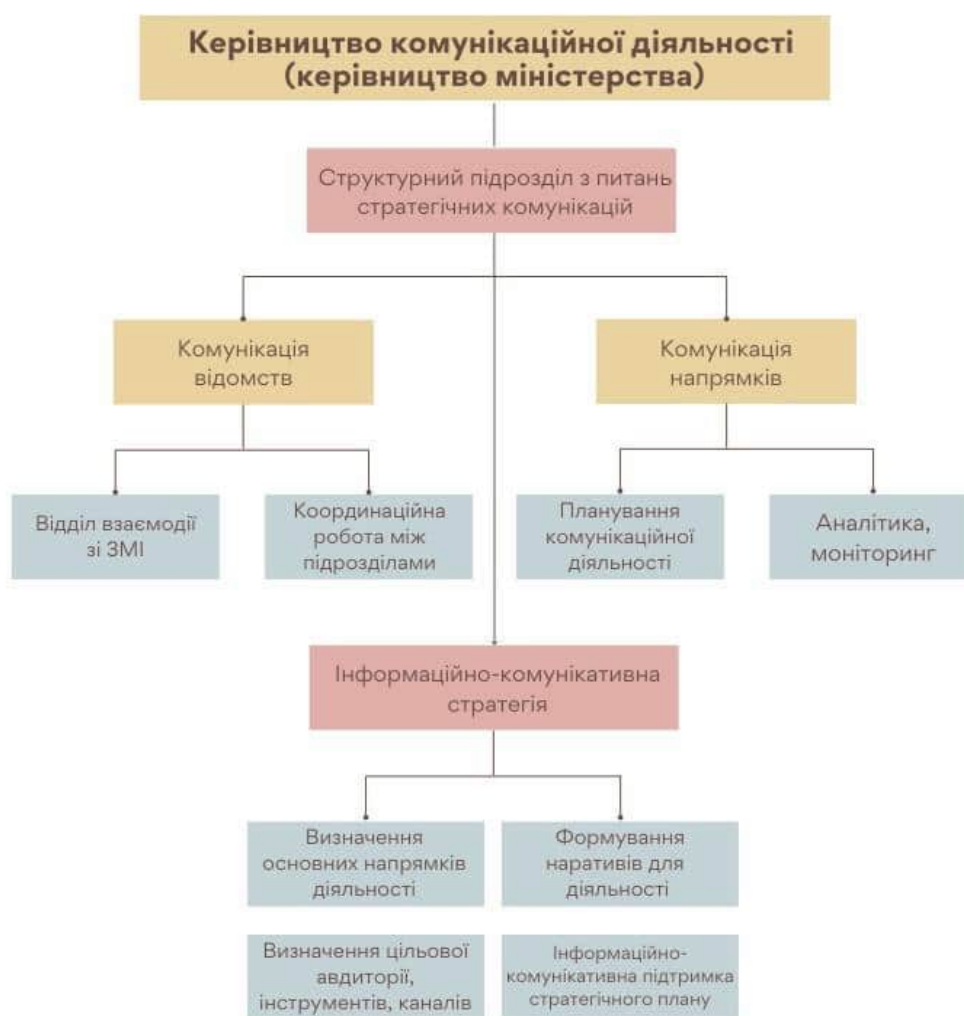 Керівництво комунікаційної діяльності
(керівництво міністерства)
Структурний підрозділ з питань
стратегічних комунікацій
Комунікація
відомств
Комунікація
напрямків
Відділ взаємодії
зі ЗМІ
Координаційна
робота між
підрозділами
Планування
комунікаційної
діяльності
Аналітика,
моніторинг
Інформаційно-комунікативна
стратегія
Визначення
основних напрямків
діяльності
Формування
наративів для
діяльності
Визначення цільової
авдиторії,
інструментів, каналів
Інформаційно-
комунікативна підтримка
стратегічного плану